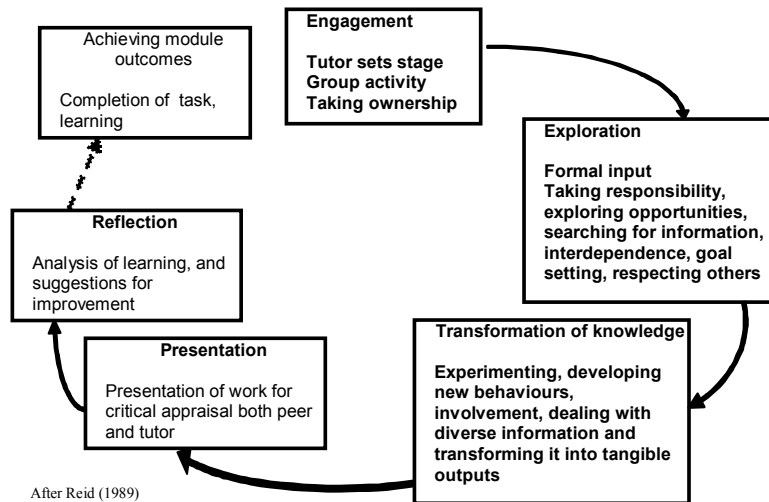 Engagement
Tutor sets stage
Group activity
Taking ownership
Exploration
Formal input
Taking responsibility,
exploring opportunities,
searching for information,
interdependence, goal
setting, respecting others
Transformation of knowledge
Experimenting, developing
new behaviours,
involvement, dealing with
diverse information and
transforming it into tangible
outputs
Presentation
Presentation of work for
critical appraisal both peer
and tutor
Reflection
Analysis of learning, and
suggestions for
improvement
Achieving module
outcomes
Completion of task,
learning
After Reid (1989)